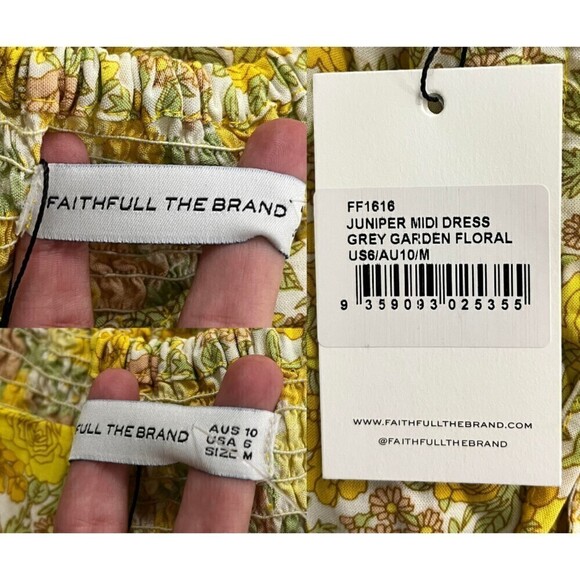 FAITHFULL THE BRAND
FULL THE BRAND
AUS 10
USA 6
SIZE M
FF1616
JUNIPER MIDI DRESS
GREY GARDEN FLORAL
US6/AU10/M
9 359093 025355
WWW.FAITHFULLTHEBRAND.COM
@FAITHFULLTHEBRAND